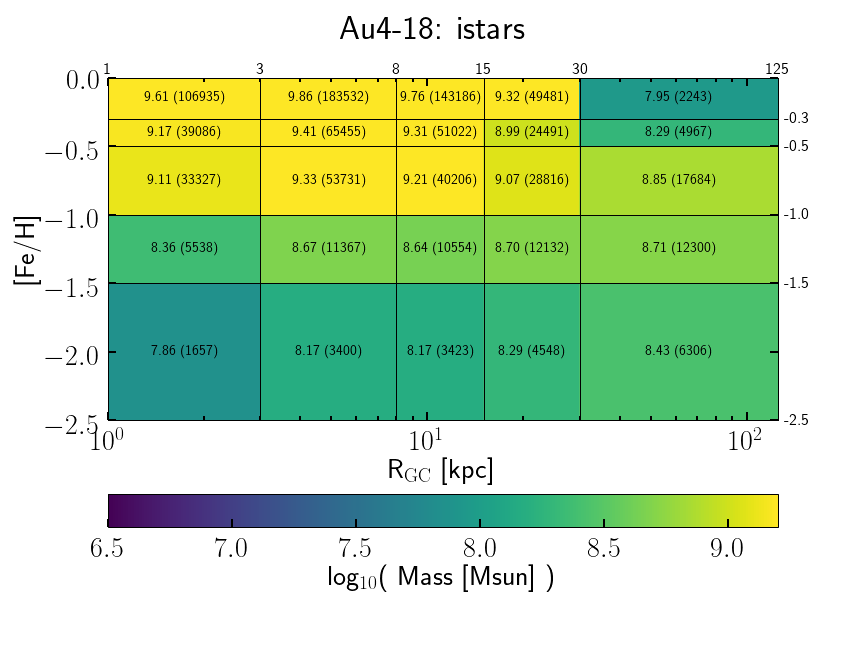 Au4-18: istars
1 3 8 15 30 125
0.0 9.61 (106935) 9.86 (183532) 9.76 (143186) 9.32 (49481) 7.95 (2243)
-0.3
9.17 (39086) 9.41 (65455) 9.31 (51022) 8.99 (24491) 8.29 (4967)
−0.5 -0.5
9.11 (33327) 9.33 (53731) 9.21 (40206) 9.07 (28816) 8.85 (17684)
−1.0 -1.0
[Fe/H]
8.36 (5538) 8.67 (11367) 8.64 (10554) 8.70 (12132) 8.71 (12300)
−1.5 -1.5
−2.0 7.86 (1657) 8.17 (3400) 8.17 (3423) 8.29 (4548) 8.43 (6306)
−2.5 -2.5
10⁰ 10¹ 10²
R_GC [kpc]
6.5 7.0 7.5 8.0 8.5 9.0
log₁₀( Mass [Msun] )